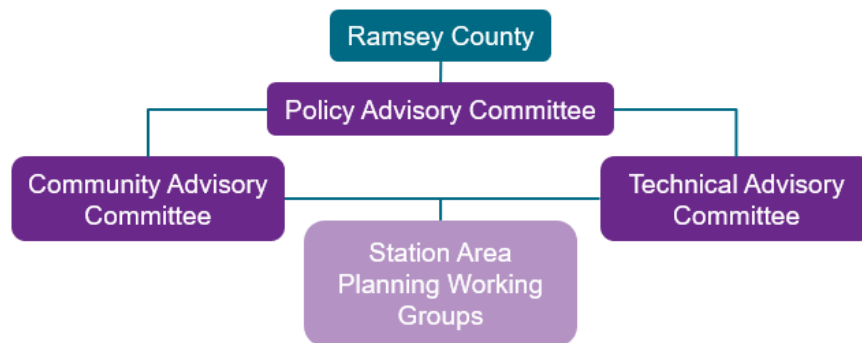 Ramsey County
Policy Advisory Committee
Community Advisory
Committee
Technical Advisory
Committee
Station Area
Planning Working
Groups